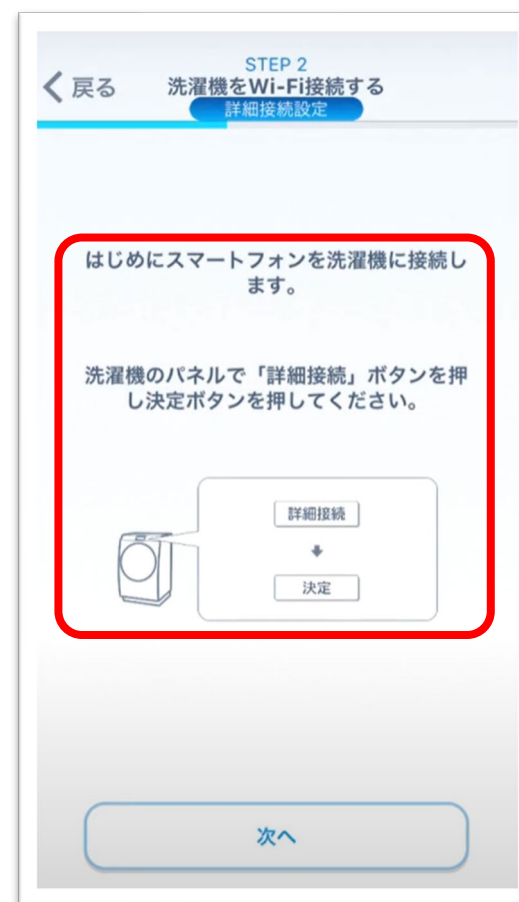 STEP 2
戻る
洗濯機をWi-Fi接続する
詳細接続設定
はじめにスマートフォンを洗濯機に接続し
ます。
洗濯機のパネルで「詳細接続」ボタンを押
し決定ボタンを押してください。
詳細接続
決定
次へ